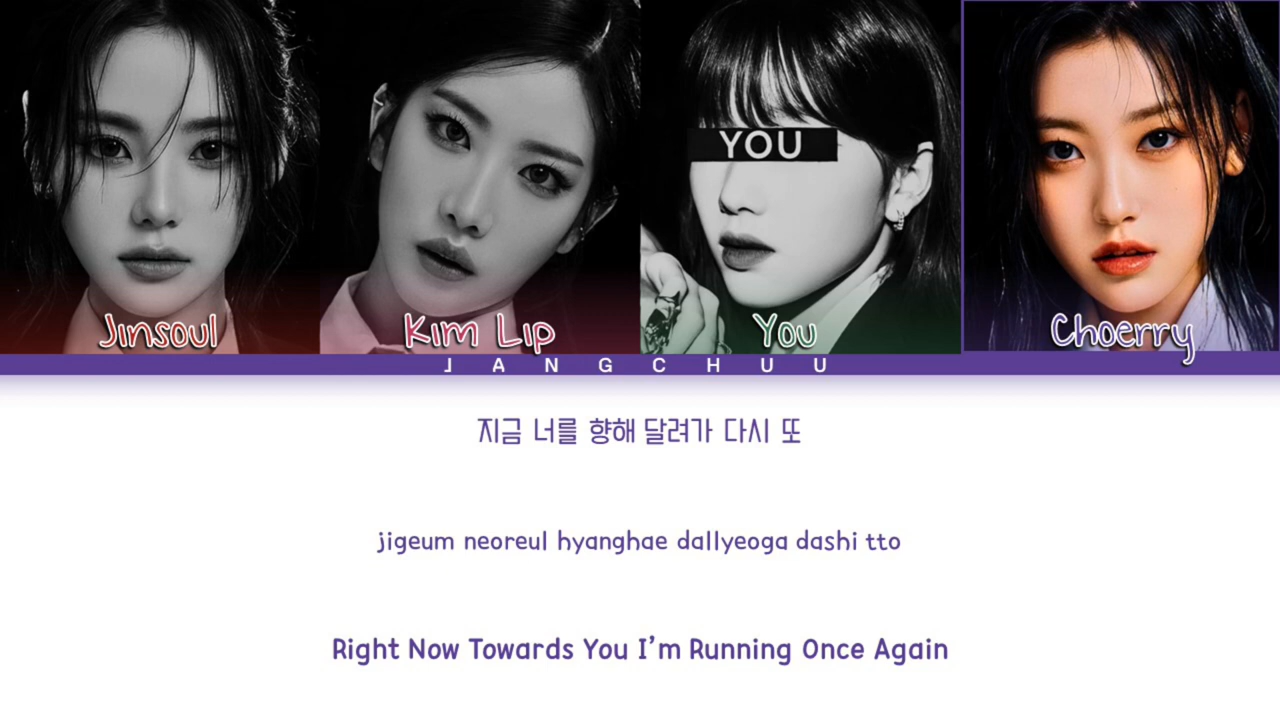 YOU
Jinsoul
Kim Lip
You
Choerry
JANGCHUU
지금 너를 향해 달려가 다시 또
jigeum neoreul hyanghae dallyeoga dashi tto
Right Now Towards You I’m Running Once Again